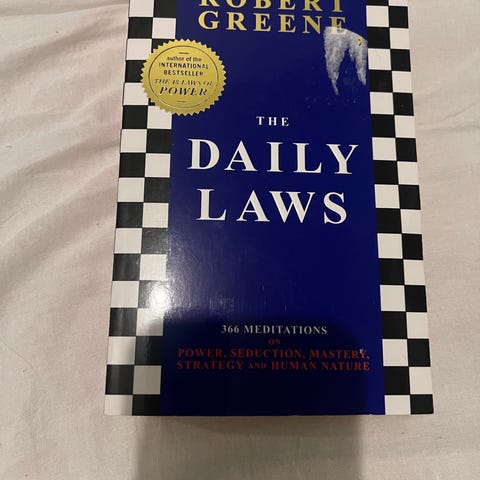 ROBERT
GREENE
author of the
INTERNATIONAL
BESTSELLER
THE 48 LAWS OF
POWER
THE
DAILY
LAWS
366 MEDITATIONS
ON
POWER, SEDUCTION, MASTERY,
STRATEGY AND HUMAN NATURE